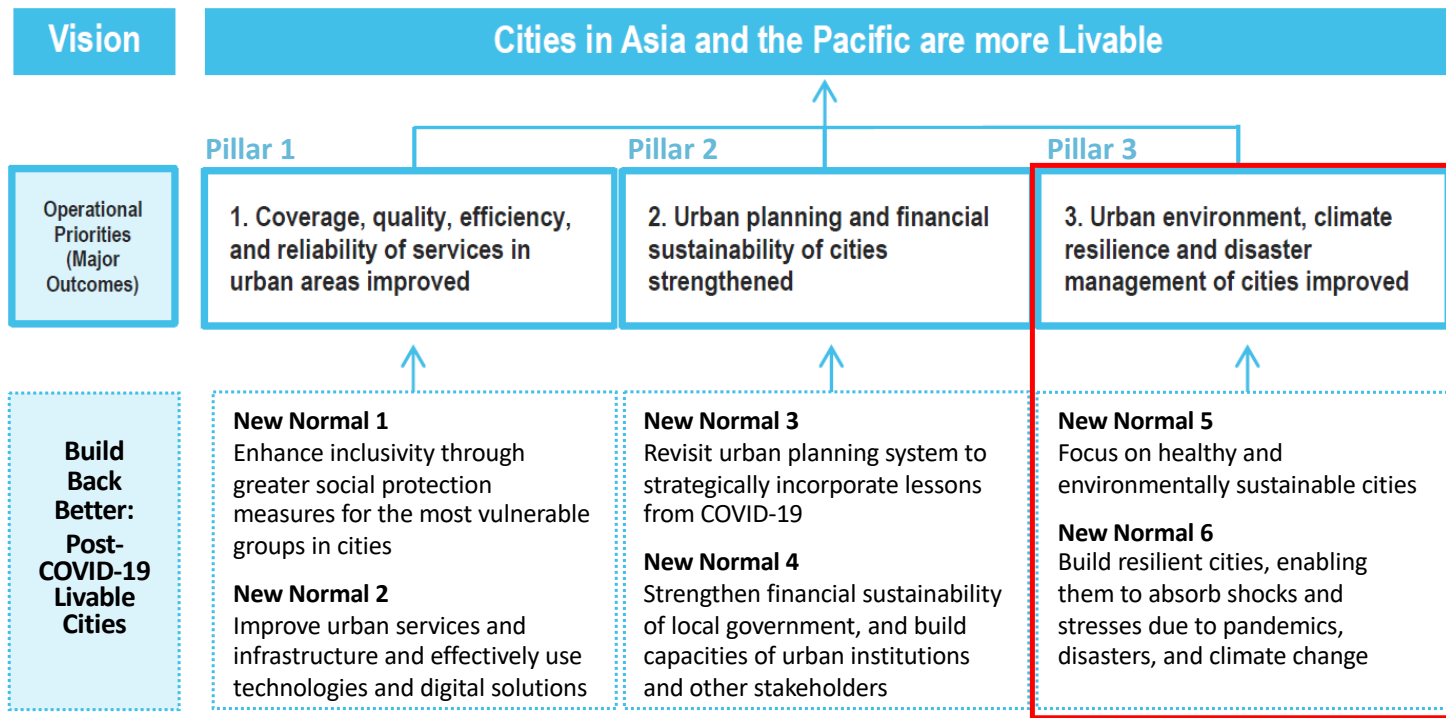 Vision
Cities in Asia and the Pacific are more Livable
Pillar 1
Pillar 2
Pillar 3
Operational
Priorities
(Major
Outcomes)
1. Coverage, quality, efficiency,
and reliability of services in
urban areas improved
2. Urban planning and financial
sustainability of cities
strengthened
3. Urban environment, climate
resilience and disaster
management of cities improved
Build
Back
Better:
Post-
COVID-19
Livable
Cities
New Normal 1
Enhance inclusivity through
greater social protection
measures for the most vulnerable
groups in cities
New Normal 2
Improve urban services and
infrastructure and effectively use
technologies and digital solutions
New Normal 3
Revisit urban planning system to
strategically incorporate lessons
from COVID-19
New Normal 4
Strengthen financial sustainability
of local government, and build
capacities of urban institutions
and other stakeholders
New Normal 5
Focus on healthy and
environmentally sustainable cities
New Normal 6
Build resilient cities, enabling
them to absorb shocks and
stresses due to pandemics,
disasters, and climate change